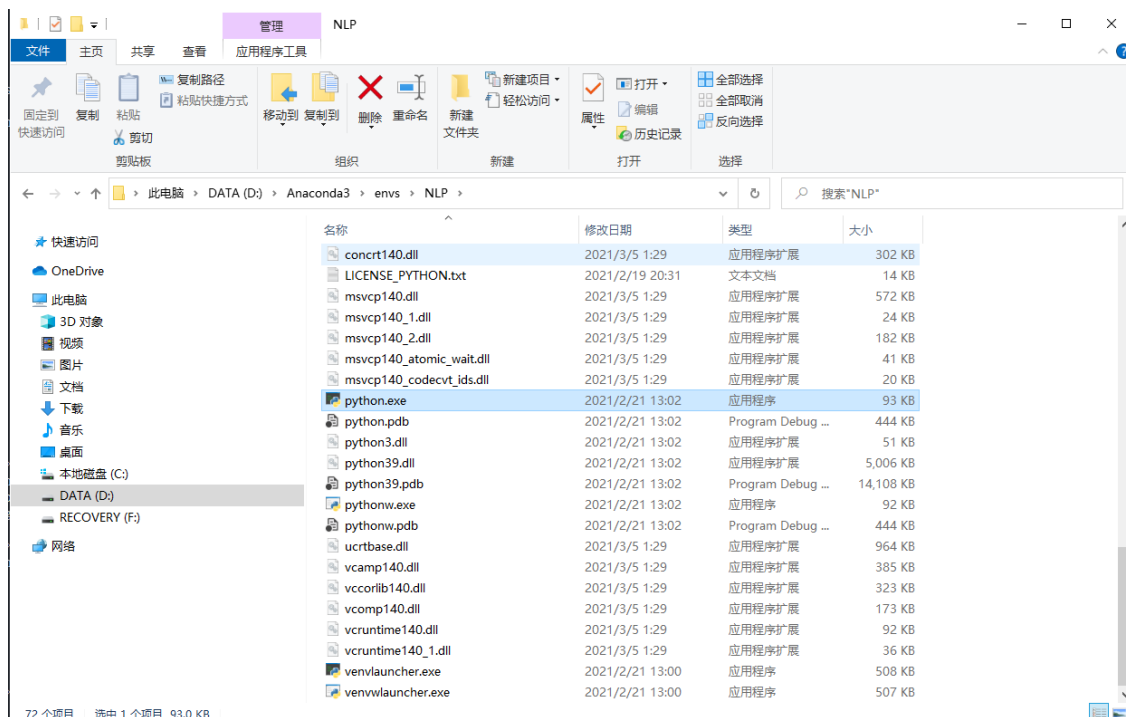 管理 NLP
文件 主页 共享 查看 应用程序工具
固定到快速访问
复制
粘贴
复制路径
粘贴快捷方式
剪切
剪贴板
移动到 复制到 删除 重命名
组织
新建文件夹
新建项目
轻松访问
新建
属性
打开
编辑
历史记录
打开
全部选择
全部取消
反向选择
选择
此电脑 > DATA (D:) > Anaconda3 > envs > NLP >
搜索"NLP"
快速访问
OneDrive
此电脑
3D 对象
视频
图片
文档
下载
音乐
桌面
本地磁盘 (C:)
DATA (D:)
RECOVERY (F:)
网络
名称 修改日期 类型 大小
concrt140.dll 2021/3/5 1:29 应用程序扩展 302 KB
LICENSE_PYTHON.txt 2021/2/19 20:31 文本文档 14 KB
msvcp140.dll 2021/3/5 1:29 应用程序扩展 572 KB
msvcp140_1.dll 2021/3/5 1:29 应用程序扩展 24 KB
msvcp140_2.dll 2021/3/5 1:29 应用程序扩展 182 KB
msvcp140_atomic_wait.dll 2021/3/5 1:29 应用程序扩展 41 KB
msvcp140_codecvt_ids.dll 2021/3/5 1:29 应用程序扩展 20 KB
python.exe 2021/2/21 13:02 应用程序 93 KB
python.pdb 2021/2/21 13:02 Program Debug ... 444 KB
python3.dll 2021/2/21 13:02 应用程序扩展 51 KB
python39.dll 2021/2/21 13:02 应用程序扩展 5,006 KB
python39.pdb 2021/2/21 13:02 Program Debug ... 14,108 KB
pythonw.exe 2021/2/21 13:02 应用程序 92 KB
pythonw.pdb 2021/2/21 13:02 Program Debug ... 444 KB
ucrtbase.dll 2021/3/5 1:29 应用程序扩展 964 KB
vcamp140.dll 2021/3/5 1:29 应用程序扩展 385 KB
vccorlib140.dll 2021/3/5 1:29 应用程序扩展 323 KB
vcomp140.dll 2021/3/5 1:29 应用程序扩展 173 KB
vcruntime140.dll 2021/3/5 1:29 应用程序扩展 92 KB
vcruntime140_1.dll 2021/3/5 1:29 应用程序扩展 36 KB
venvlauncher.exe 2021/2/21 13:00 应用程序 508 KB
venvwlauncher.exe 2021/2/21 13:00 应用程序 507 KB
72 个项目 选中 1 个项目 93.0 KB